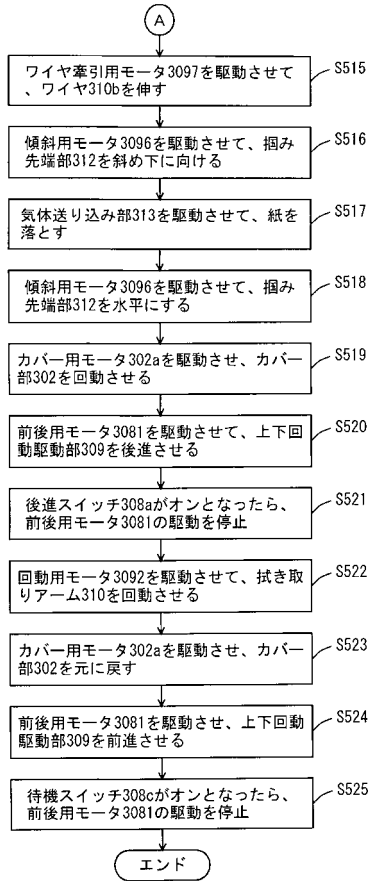 A
ワイヤ牽引用モータ3097を駆動させて
、ワイヤ310bを伸す
S515
傾斜用モータ3096を駆動させて、掴み
先端部312を斜め下に向ける
S516
気体送り込み部313を駆動させて、紙を
落とす
S517
傾斜用モータ3096を駆動させて、掴み
先端部312を水平にする
S518
カバー用モータ302aを駆動させ、カバ
ー部302を回動させる
S519
前後用モータ3081を駆動させて、上下回
動駆動部309を後進させる
S520
後進スイッチ308aがオンとなったら、
前後用モータ3081の駆動を停止
S521
回動用モータ3092を駆動させて、拭き取
りアーム310を回動させる
S522
カバー用モータ302aを駆動させ、カバ
ー部302を元に戻す
S523
前後用モータ3081を駆動させ、上下回動
駆動部309を前進させる
S524
待機スイッチ308cがオンとなったら、
前後用モータ3081の駆動を停止
S525
エンド